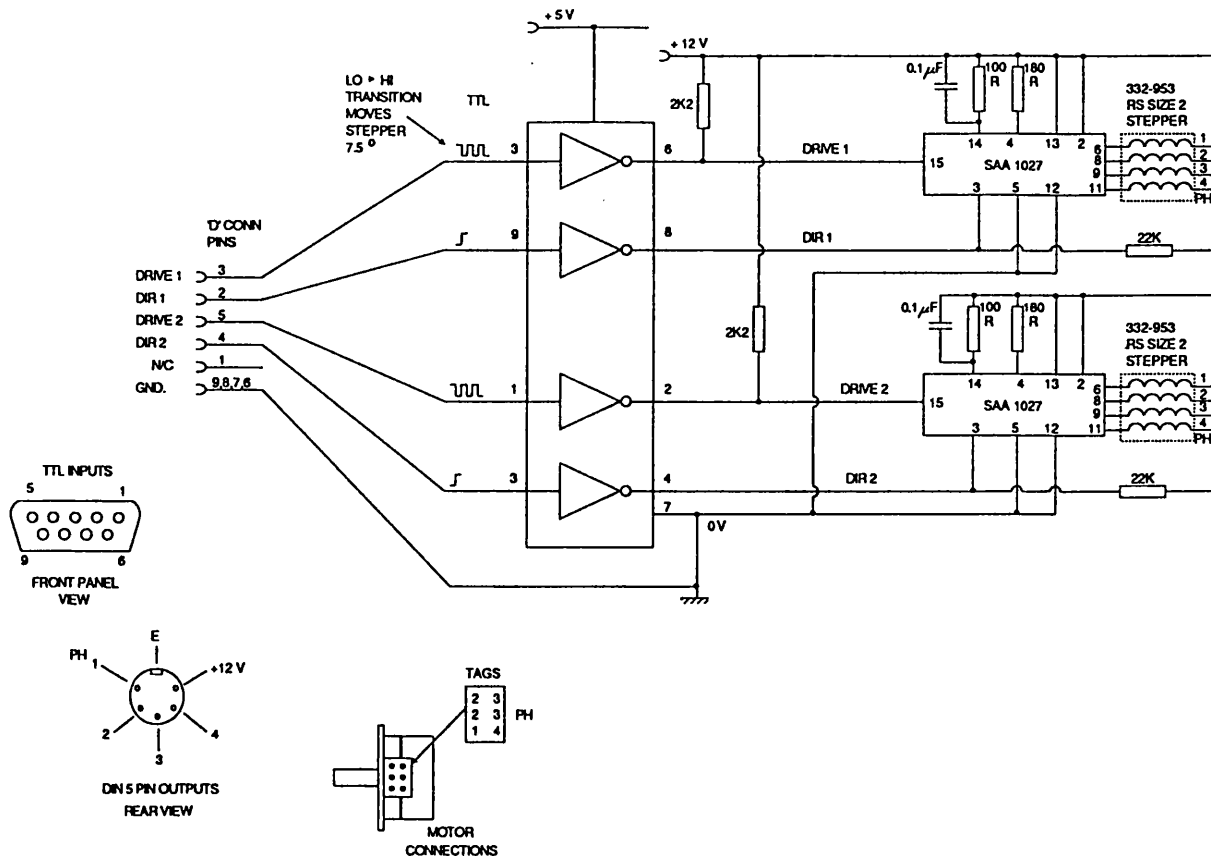 + 5 V
+ 12 V
LO ▸ HI
TRANSITION
MOVES
STEPPER
7.5 °
TTL
3
6
9
8
1
2
3
4
7
0 V
2K2
2K2
DRIVE 1
DIR 1
DRIVE 2
DIR 2
0.1 µF
100
R
180
R
14
4
13
2
15
SAA 1027
3
5
12
6
8
9
11
332-953
RS SIZE 2
STEPPER
1
2
3
4
PH
22K
0.1 µF
100
R
180
R
14
4
13
2
15
SAA 1027
3
5
12
6
8
9
11
332-953
RS SIZE 2
STEPPER
1
2
3
4
PH
22K
'D' CONN
PINS
DRIVE 1 3
DIR 1 2
DRIVE 2 5
DIR 2 4
N/C 1
GND. 9,8,7,6
TTL INPUTS
5 1
9 6
FRONT PANEL
VIEW
E
PH 1
+12 V
2
4
3
DIN 5 PIN OUTPUTS
REAR VIEW
TAGS
2 3
2 3 PH
1 4
MOTOR
CONNECTIONS